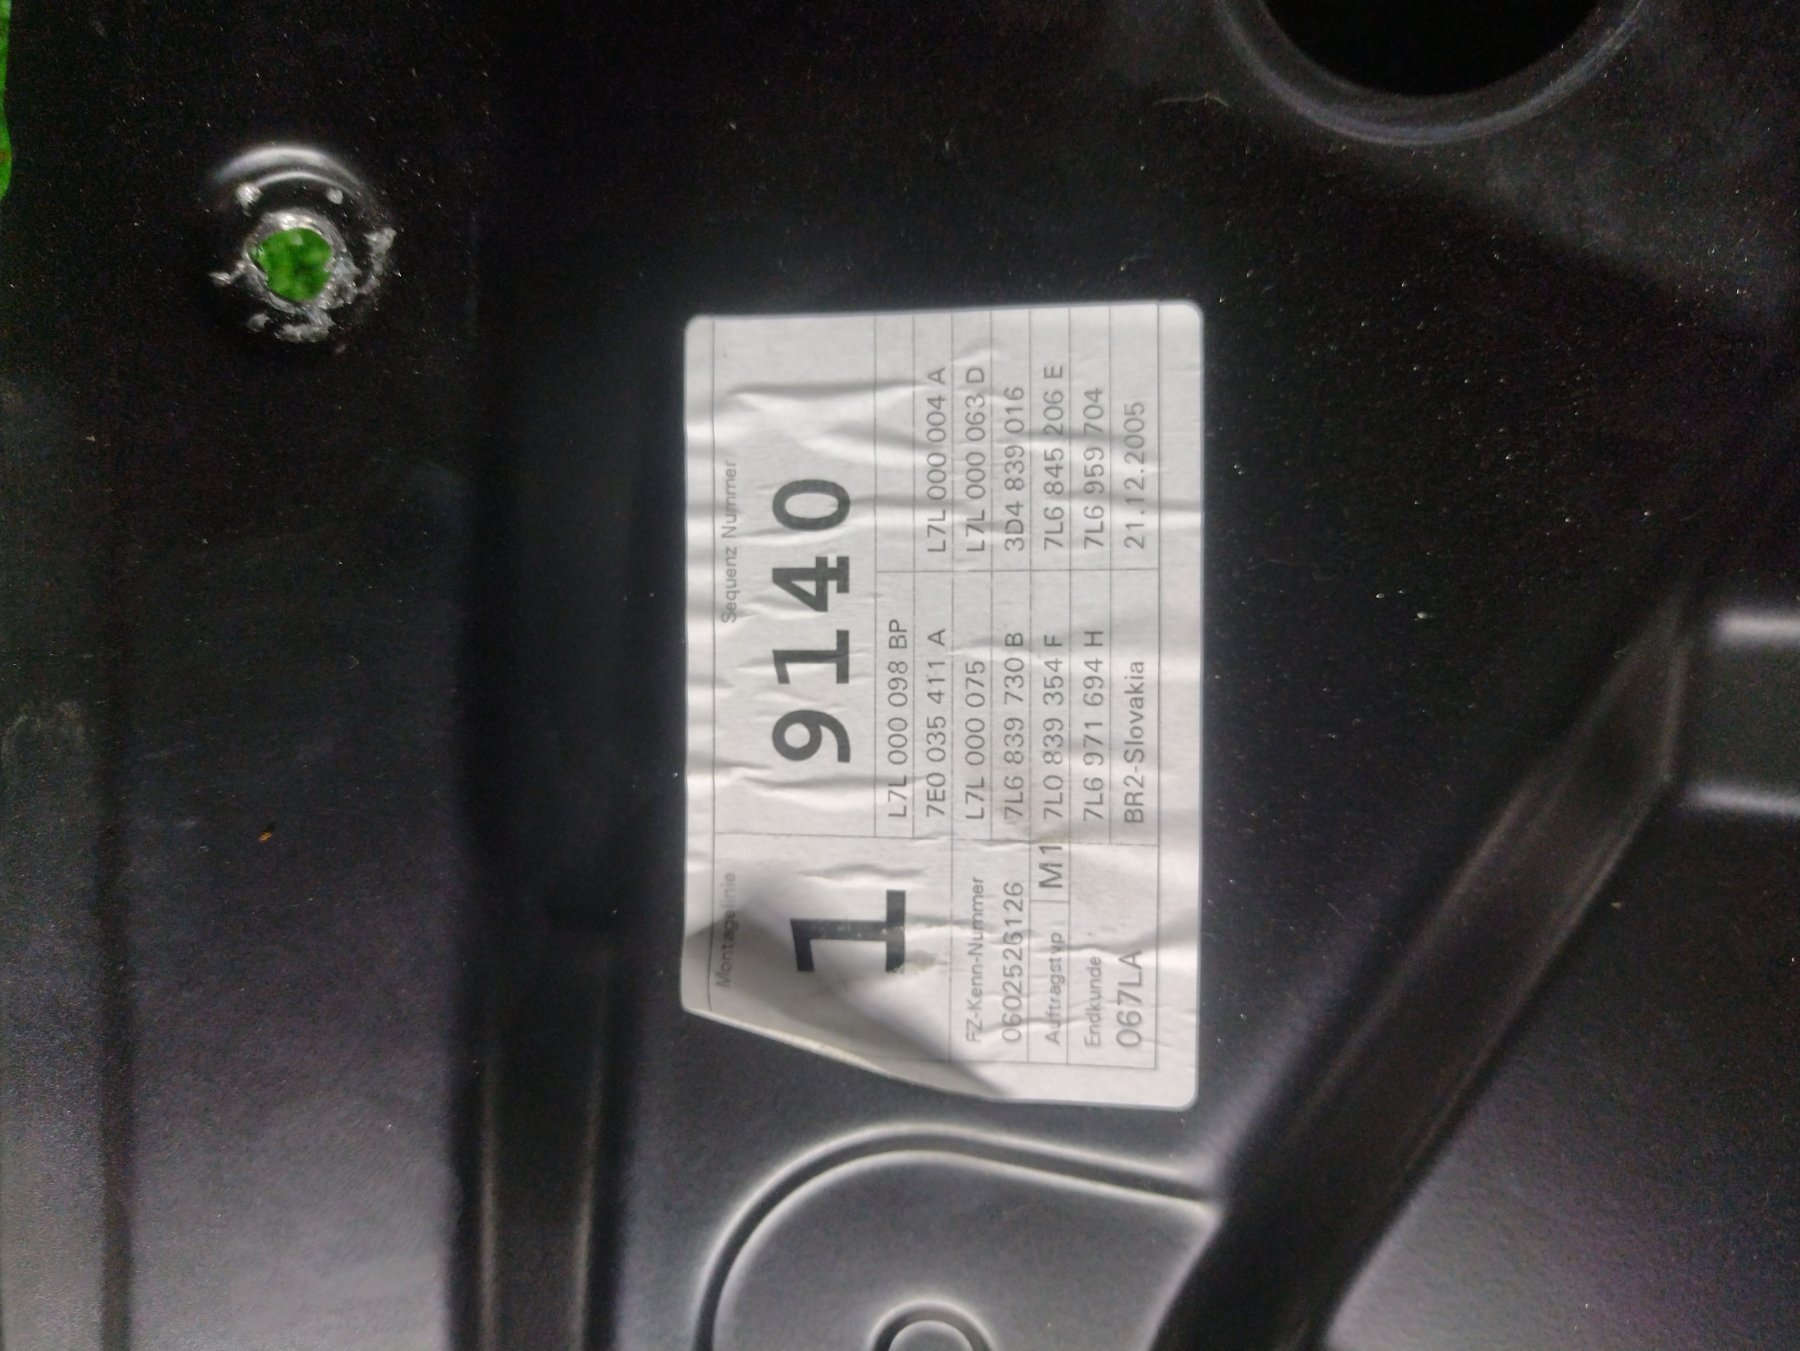 Montagelinie Sequenz Nummer
1 9140
L7L 000 098 BP
7E0 035 411 A L7L 000 004 A
FZ-Kenn-Nummer L7L 000 075 L7L 000 063 D
0602526126 7L6 839 730 B 3D4 839 016
Auftragstyp M1 7L0 839 354 F 7L6 845 206 E
Endkunde 7L6 971 694 H 7L6 959 704
067LA BR2-Slovakia 21.12.2005